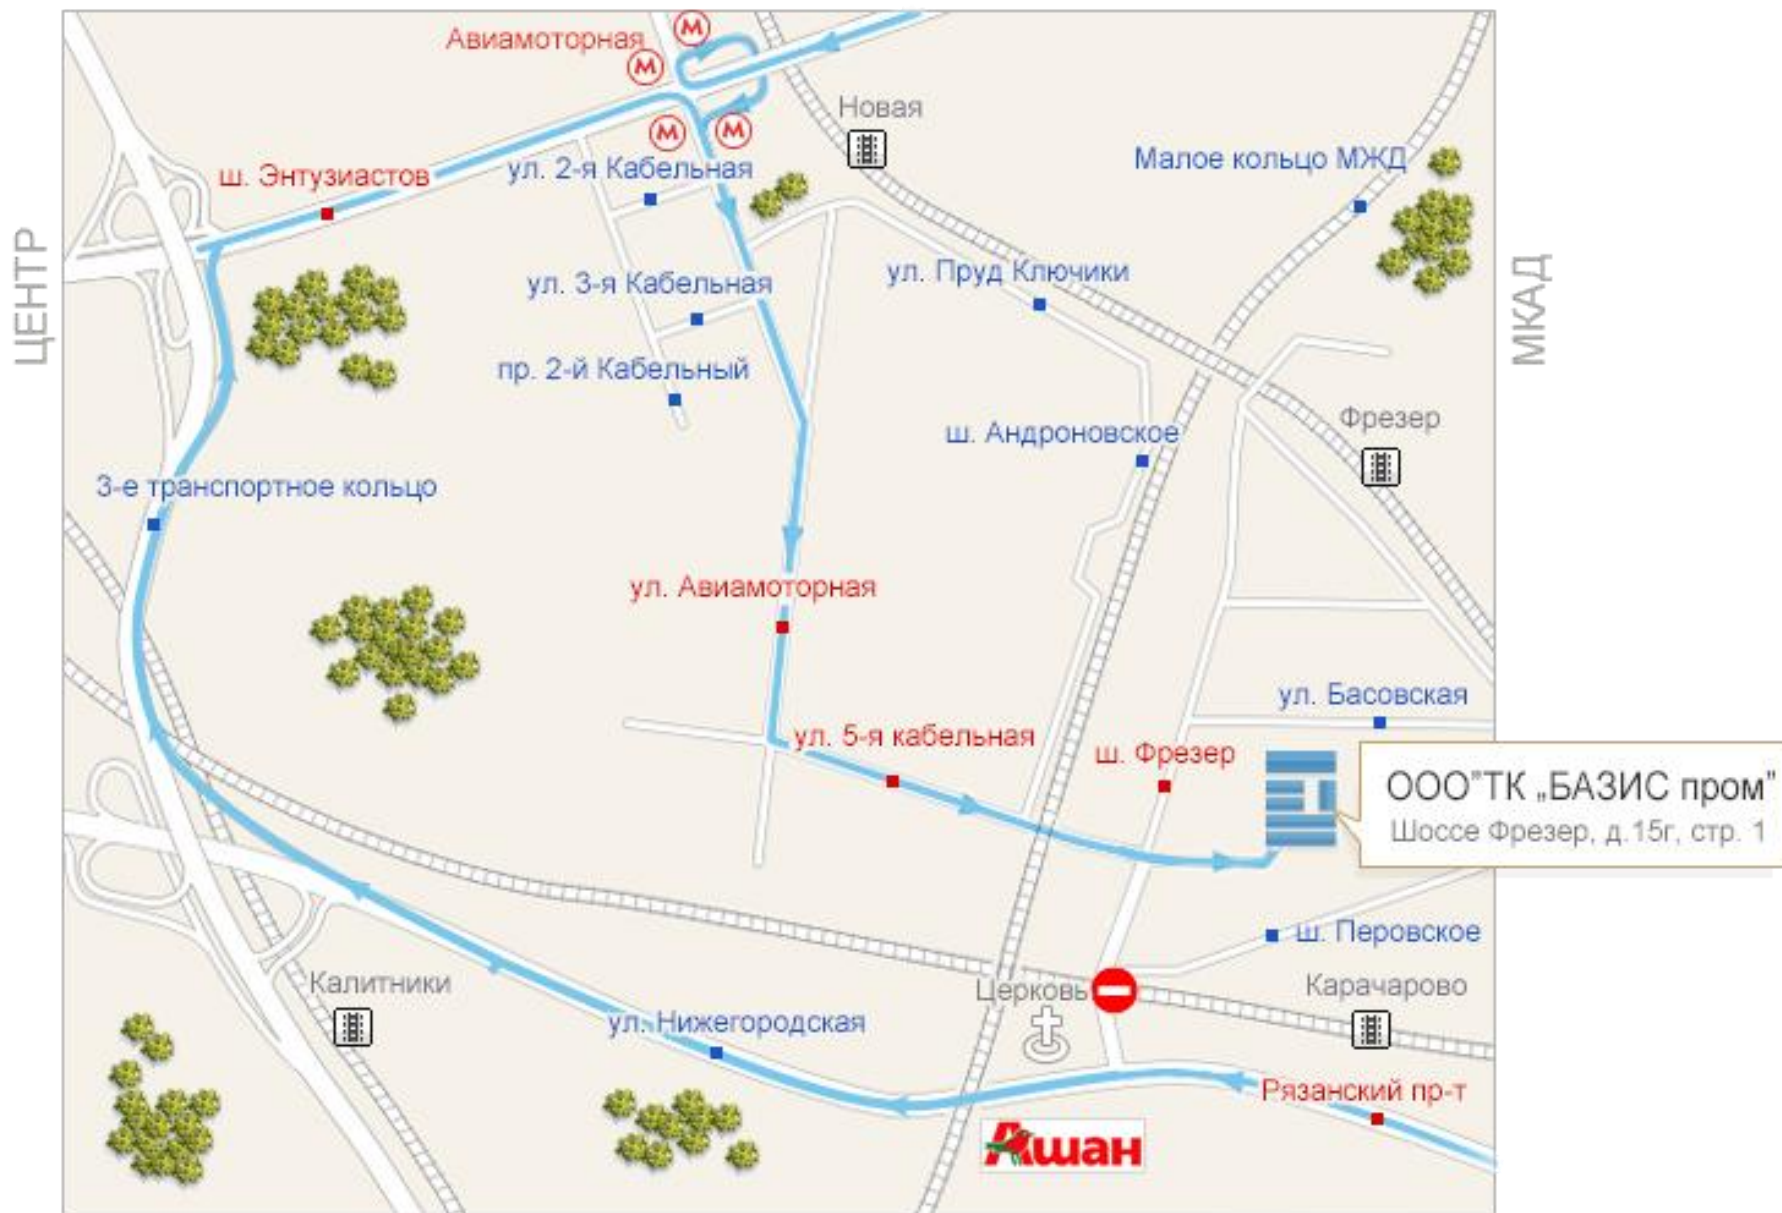 Авиамоторная
М
М
М
М
Новая
Малое кольцо МЖД
ш. Энтузиастов
ул. 2-я Кабельная
ЦЕНТР
МКАД
ул. Пруд Ключики
ул. 3-я Кабельная
пр. 2-й Кабельный
ш. Андроновское
Фрезер
3-е транспортное кольцо
ул. Авиамоторная
ул. Басовская
ул. 5-я кабельная
ш. Фрезер
ООО"ТК „БАЗИС пром"
Шоссе Фрезер, д.15г, стр. 1
ш. Перовское
Калитники
Церковь
Карачарово
ул. Нижегородская
Рязанский пр-т
Ашан